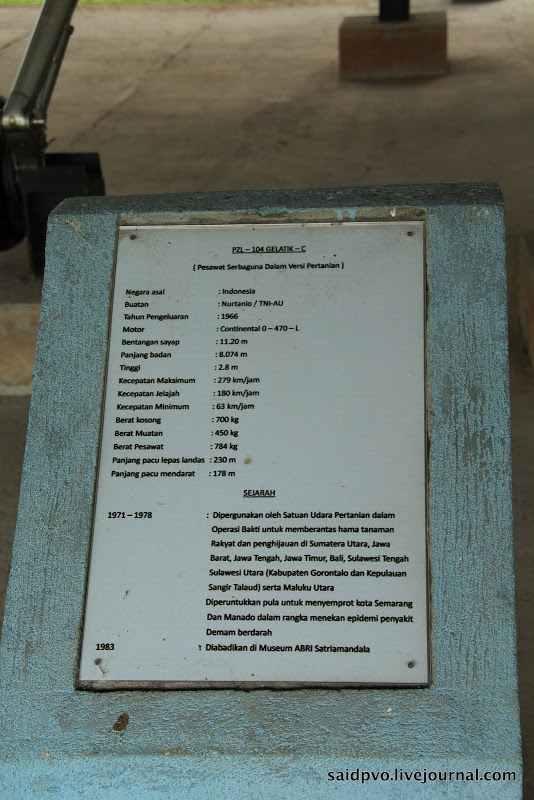 PZL – 104 GELATIK – C
( Pesawat Serbaguna Dalam Versi Pertanian )
Negara asal : Indonesia
Buatan : Nurtanio / TNI-AU
Tahun Pengeluaran : 1966
Motor : Continental 0 – 470 – L
Bentangan sayap : 11.20 m
Panjang badan : 8.074 m
Tinggi : 2.8 m
Kecepatan Maksimum : 279 km/jam
Kecepatan Jelajah : 180 km/jam
Kecepatan Minimum : 63 km/jam
Berat kosong : 700 kg
Berat Muatan : 450 kg
Berat Pesawat : 784 kg
Panjang pacu lepas landas : 230 m
Panjang pacu mendarat : 178 m
SEJARAH
1971 – 1978 : Dipergunakan oleh Satuan Udara Pertanian dalam
Operasi Bakti untuk memberantas hama tanaman
Rakyat dan penghijauan di Sumatera Utara, Jawa
Barat, Jawa Tengah, Jawa Timur, Bali, Sulawesi Tengah
Sulawesi Utara (Kabupaten Gorontalo dan Kepulauan
Sangir Talaud) serta Maluku Utara
Diperuntukkan pula untuk menyemprot kota Semarang
Dan Manado dalam rangka menekan epidemi penyakit
Demam berdarah
1983 : Diabadikan di Museum ABRI Satriamandala
saidpvo.livejournal.com